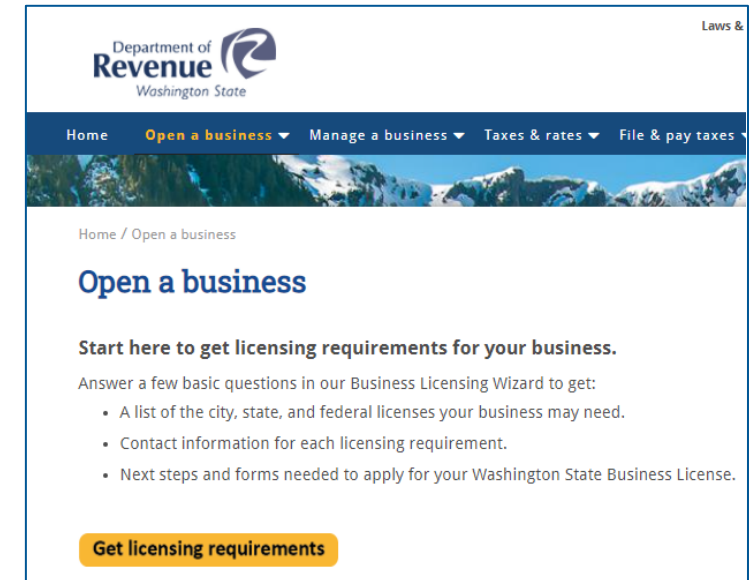 Laws &
Department of
Revenue
Washington State
Home Open a business Manage a business Taxes & rates File & pay taxes
Home / Open a business
Open a business
Start here to get licensing requirements for your business.
Answer a few basic questions in our Business Licensing Wizard to get:
• A list of the city, state, and federal licenses your business may need.
• Contact information for each licensing requirement.
• Next steps and forms needed to apply for your Washington State Business License.
Get licensing requirements